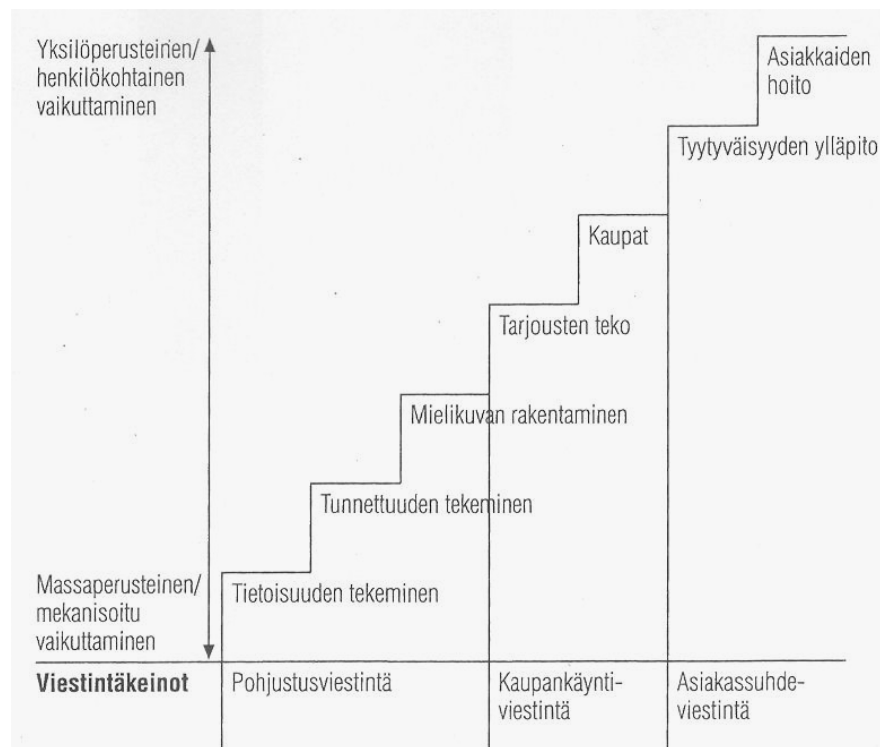 Yksilöperusteinen/
henkilökohtainen
vaikuttaminen
Asiakkaiden
hoito
Tyytyväisyyden ylläpito
Kaupat
Tarjousten teko
Mielikuvan rakentaminen
Tunnettuuden tekeminen
Massaperusteinen/
mekanisoitu
vaikuttaminen
Tietoisuuden tekeminen
Viestintäkeinot
Pohjustusviestintä
Kaupankäynti-
viestintä
Asiakassuhde-
viestintä